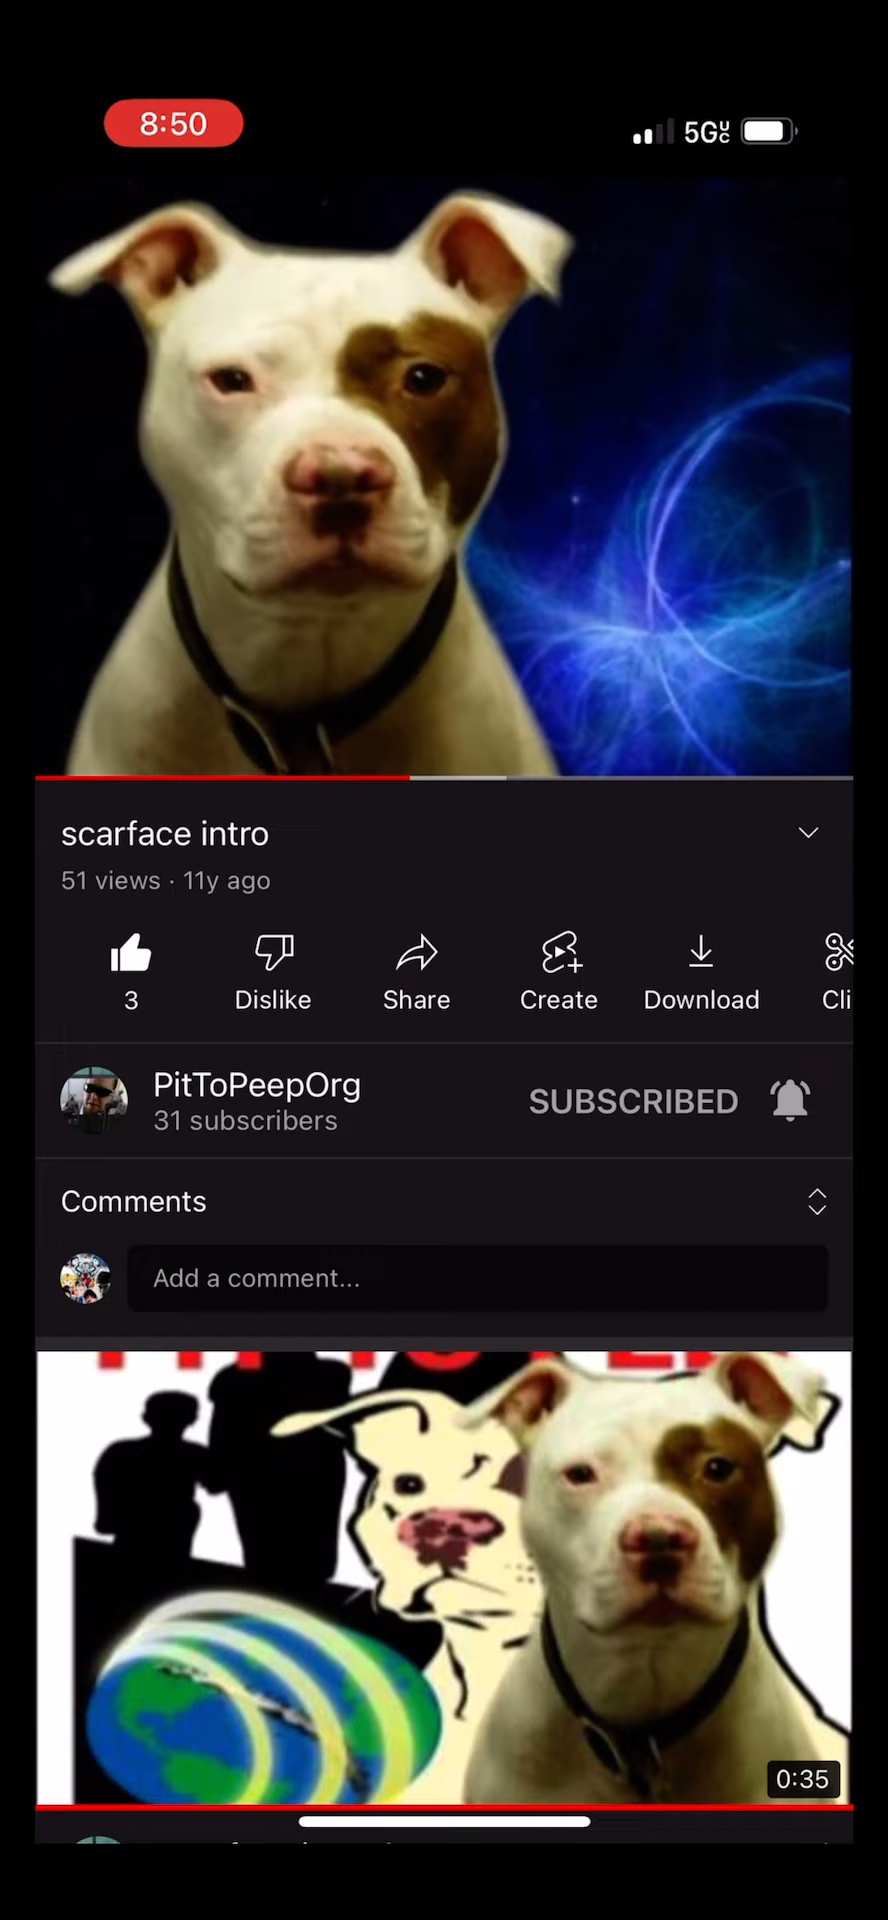 8:50
5G UC
scarface intro
51 views · 11y ago
3
Dislike
Share
Create
Download
Cli
PitToPeepOrg
31 subscribers
SUBSCRIBED
Comments
Add a comment...
0:35